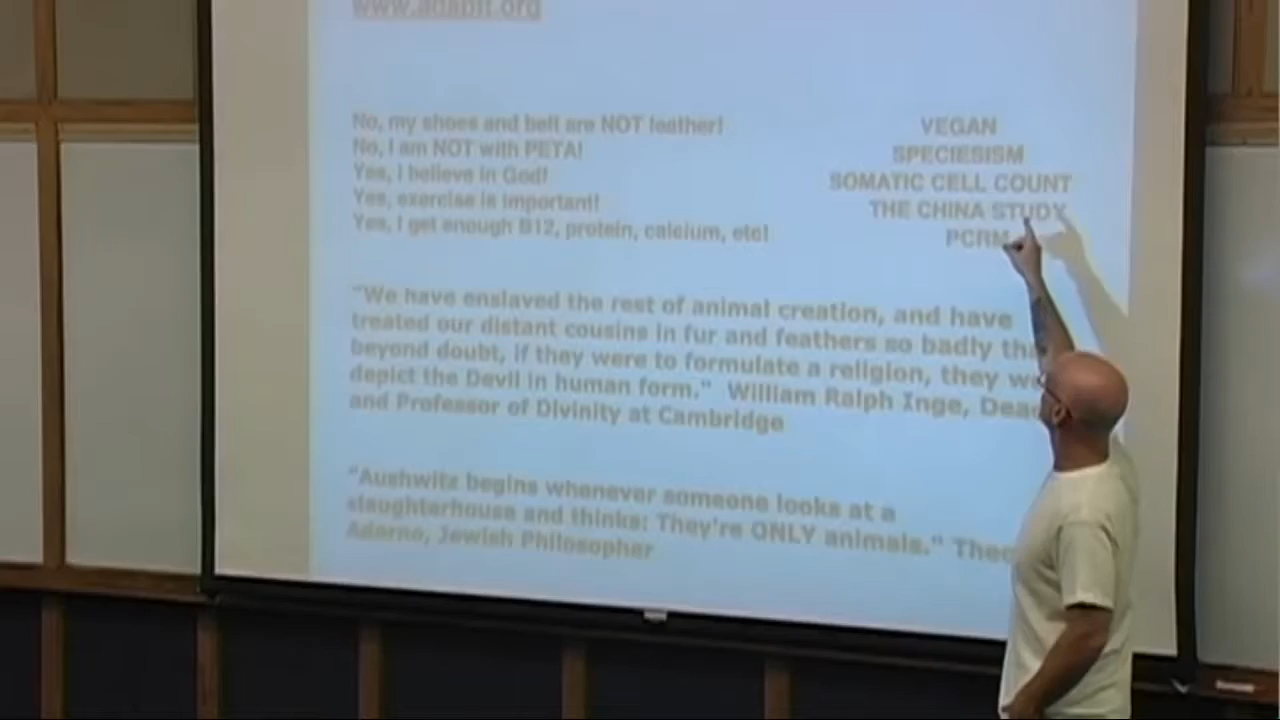 www.adaptt.org
No, my shoes and belt are NOT leather!
No, I am NOT with PETA!
Yes, I believe in God!
Yes, exercise is important!
Yes, I get enough B12, protein, calcium, etc!
VEGAN
SPECIESISM
SOMATIC CELL COUNT
THE CHINA STUDY
PCRM
"We have enslaved the rest of animal creation, and have
treated our distant cousins in fur and feathers so badly
beyond doubt, if they were to formulate a religion, they
depict the Devil in human form." William Ralph Inge,
and Professor of Divinity at Cambridge
"Aushwitz begins whenever someone looks at a
slaughterhouse and thinks: They're ONLY animals."
Adorno, Jewish Philosopher